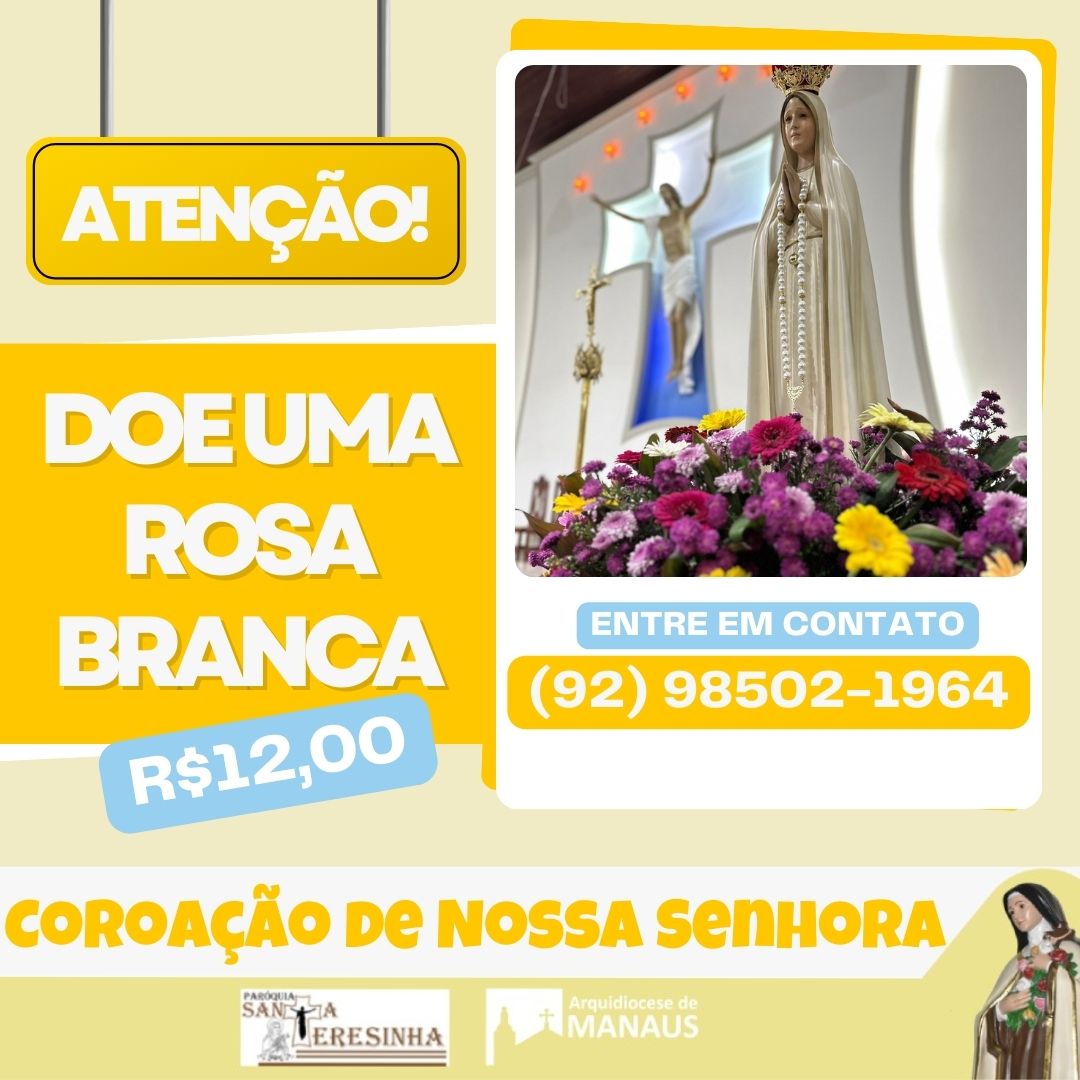 ATENÇÃO!
DOE UMA
ROSA
BRANCA
R$12,00
ENTRE EM CONTATO
(92) 98502-1964
COROAÇÃO DE NOSSA SENHORA
PARÓQUIA
SANTA
TERESINHA
Arquidiocese de
MANAUS